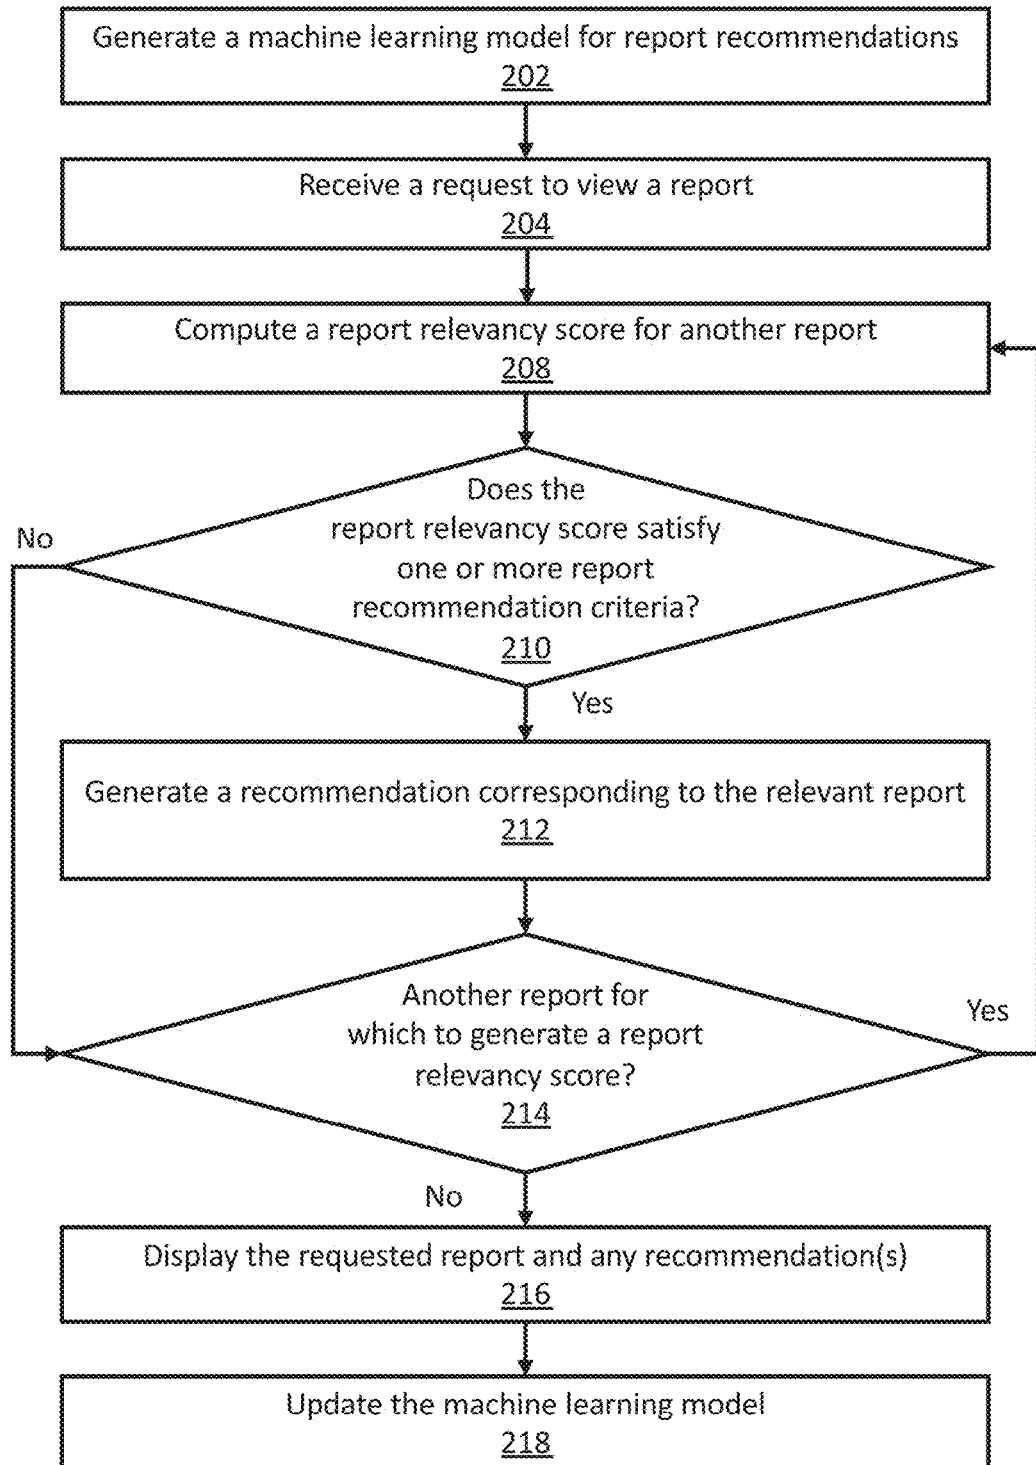 Generate a machine learning model for report recommendations
202
Receive a request to view a report
204
Compute a report relevancy score for another report
208
Does the
report relevancy score satisfy
one or more report
recommendation criteria?
210
No
Yes
Generate a recommendation corresponding to the relevant report
212
Another report for
which to generate a report
relevancy score?
214
Yes
No
Display the requested report and any recommendation(s)
216
Update the machine learning model
218